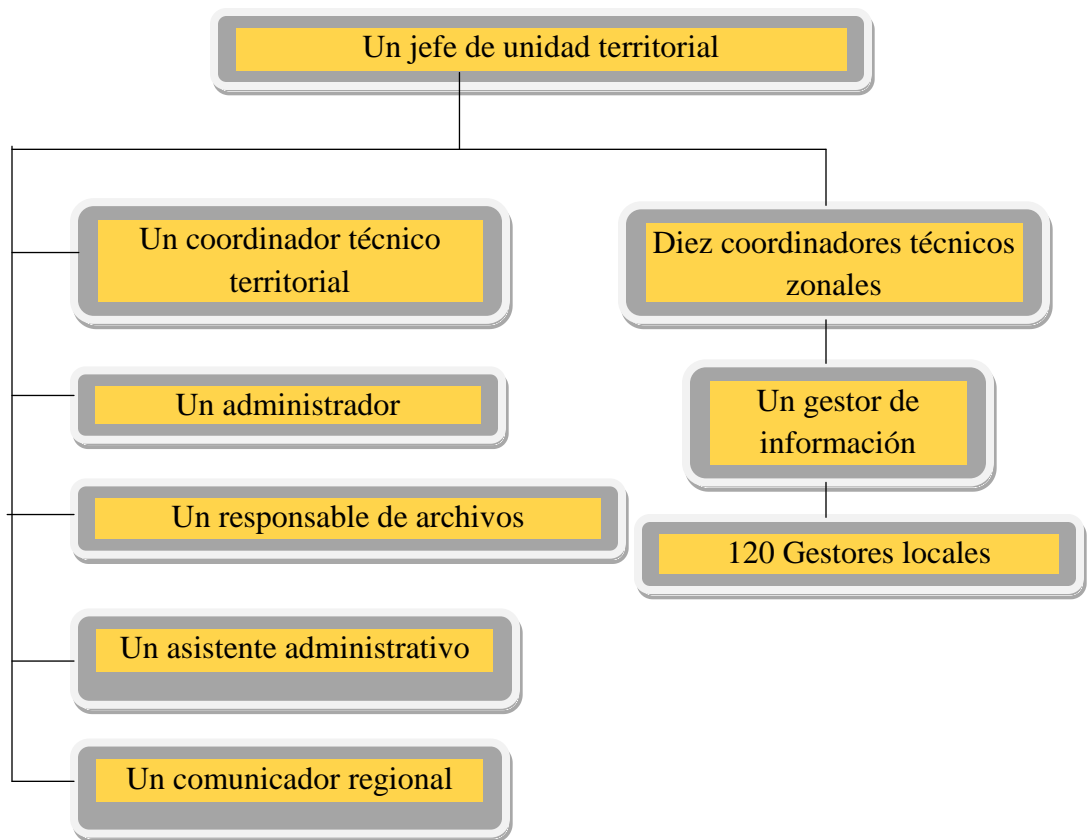 Un jefe de unidad territorial
Un coordinador técnico
territorial
Un administrador
Un responsable de archivos
Un asistente administrativo
Un comunicador regional
Diez coordinadores técnicos
zonales
Un gestor de
información
120 Gestores locales